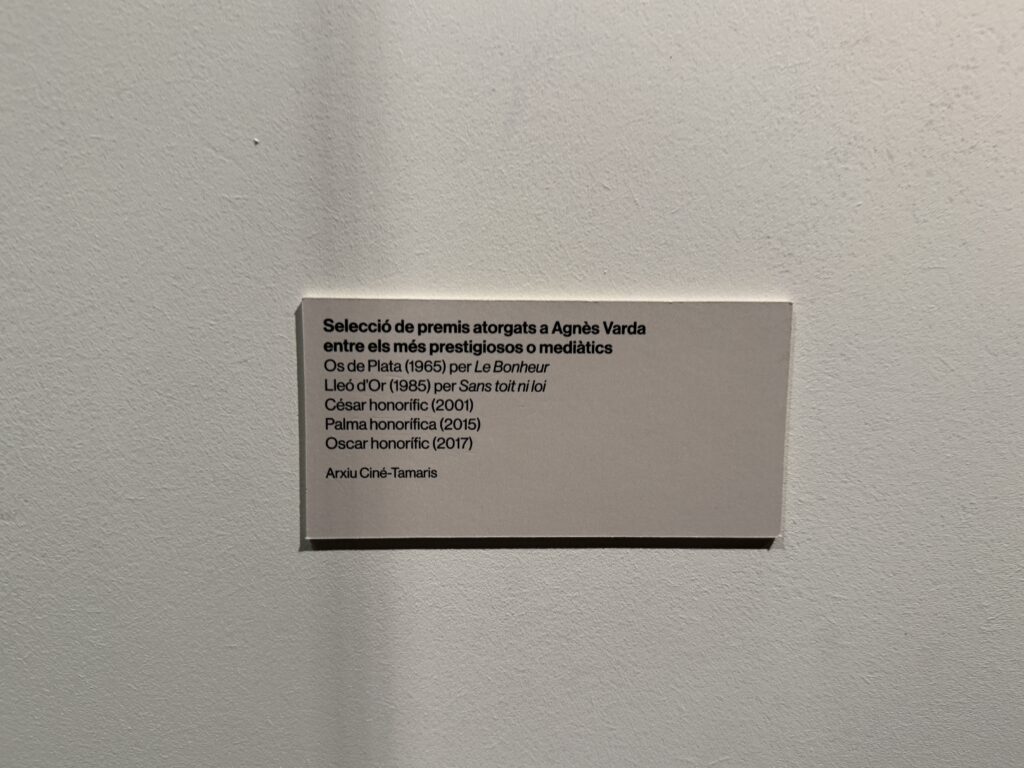 Selecció de premis atorgats a Agnès Varda
entre els més prestigiosos o mediàtics
Os de Plata (1965) per Le Bonheur
Lleó d'Or (1985) per Sans toit ni loi
César honorífic (2001)
Palma honorífica (2015)
Oscar honorífic (2017)
Arxiu Ciné-Tamaris